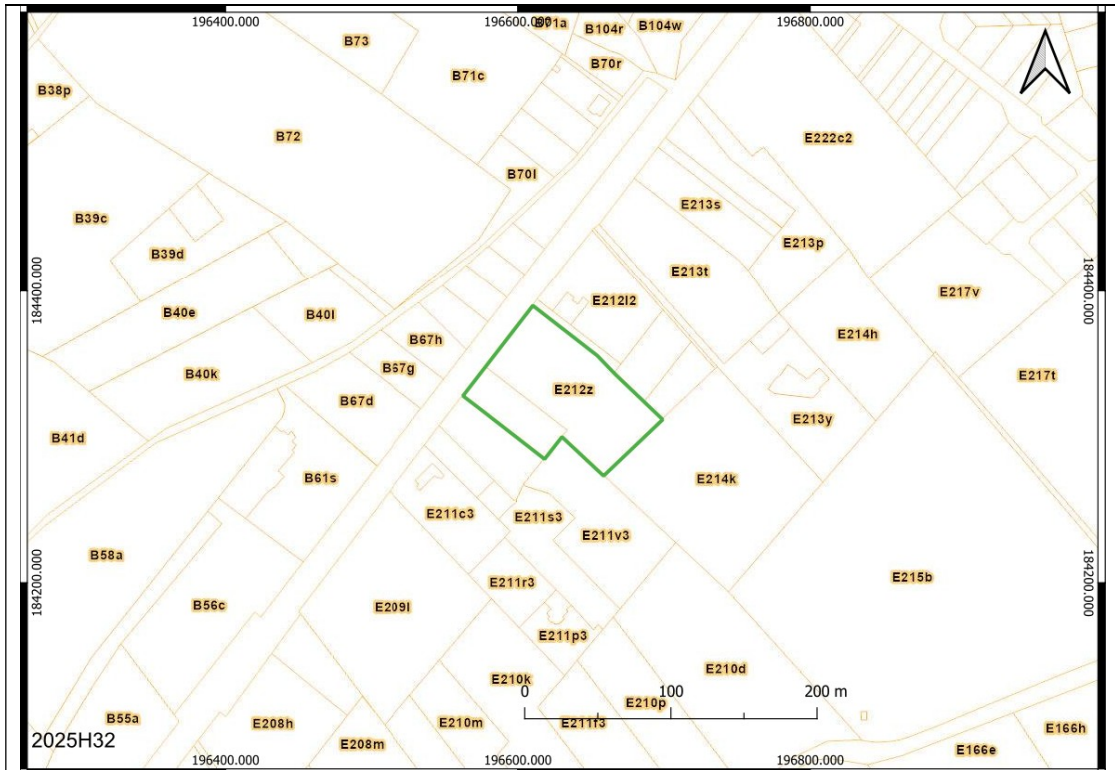 196400.000
196600.000
196800.000
B73
B71a
B104r
B104w
B71c
B70r
B38p
B72
E222c2
B70l
E213s
B39c
E213p
B39d
E213t
184400.000
184400.000
E217v
E212l2
B40e
B40l
E214h
B67h
B67g
B40k
E217t
E212z
B67d
E213y
B41d
B61s
E214k
E211c3
E211s3
E211v3
B58a
184200.000
184200.000
E215b
E211r3
B56c
E209l
E211p3
E210d
E210k
0
100
200 m
E210p
B55a
E208h
E210m
E211f3
2025H32
E208m
E166e
E166h
196400.000
196600.000
196800.000